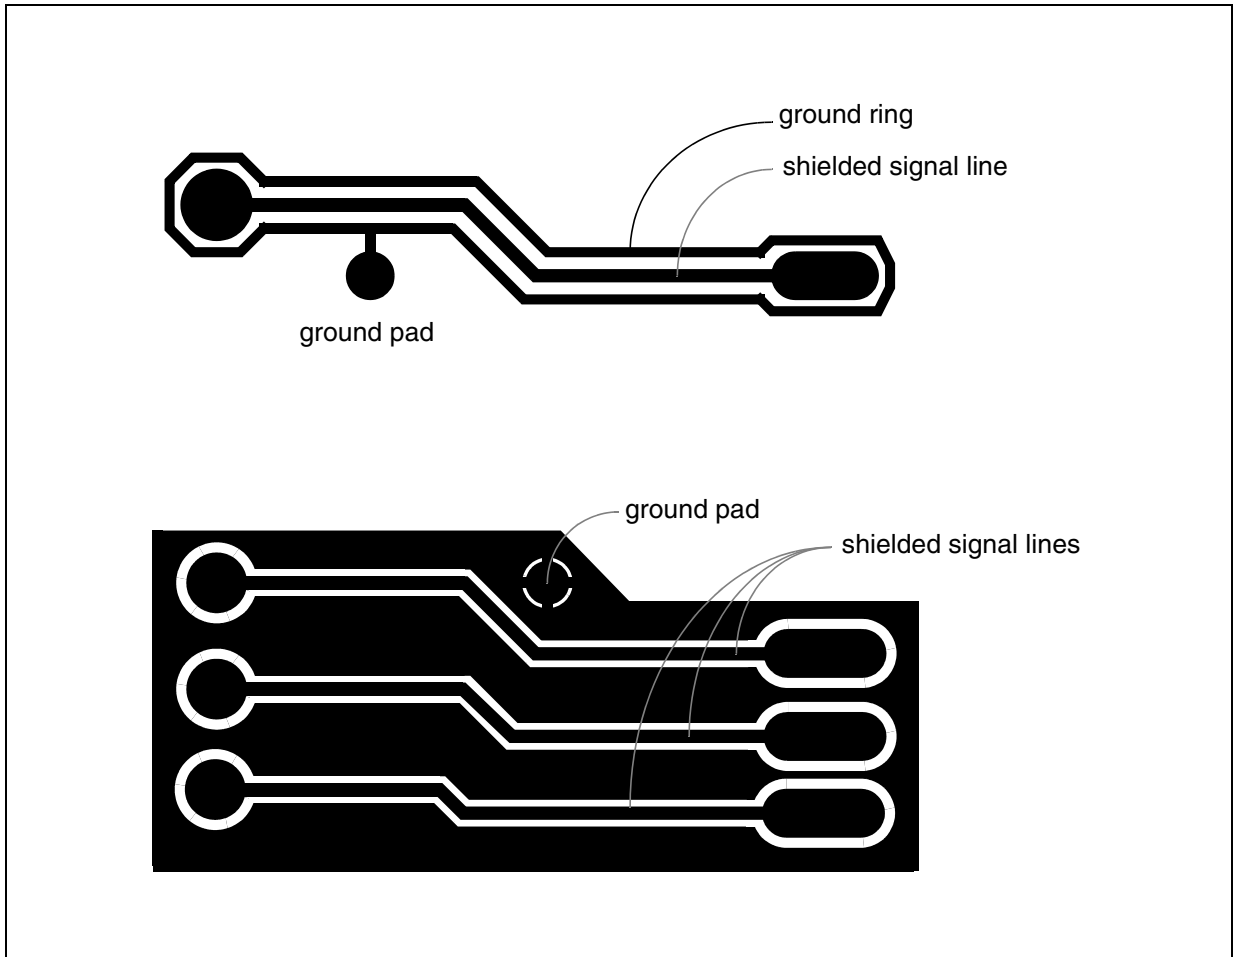 ground ring
shielded signal line
ground pad
ground pad
shielded signal lines